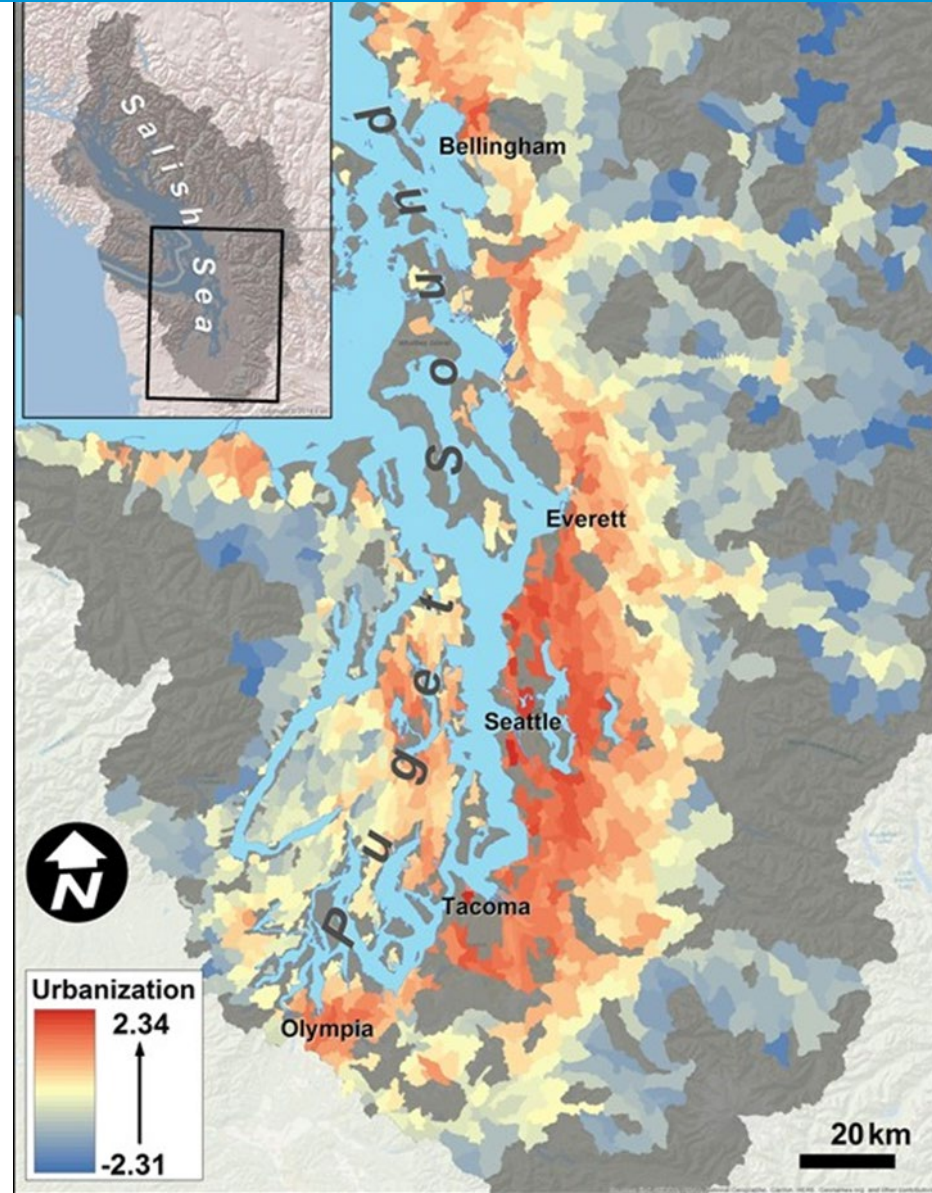 Salish Sea
Puget Sound
Bellingham
Everett
Seattle
Tacoma
Olympia
N
Urbanization
2.34
-2.31
20 km